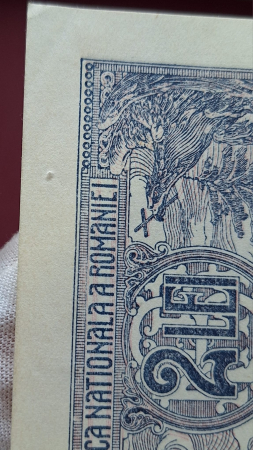 CA NATIONALA A ROMANIEI
2 LEI